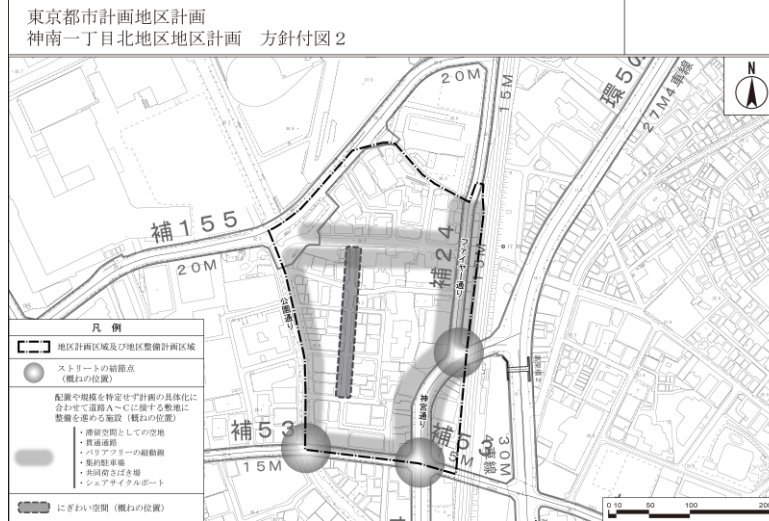 東京都市計画地区計画
神南一丁目北地区地区計画　方針付図２
N
20M
15M
環5の
27M4車線
補155
20M
補24
ファイヤー通り
公園通り
神宮通り
補53
15M
補53
5M
30M
凡　例
地区計画区域及び地区整備計画区域
ストリートの結節点
（概ねの位置）
配置や規模を特定せず計画の具体化に
合わせて道路A～Cに接する敷地に
整備を進める施設（概ねの位置）
・滞留空間としての空地
・貫通通路
・バリアフリーの縦動線
・集約駐車場
・共同荷さばき場
・シェアサイクルポート
にぎわい空間（概ねの位置）
0 10 50 100 200